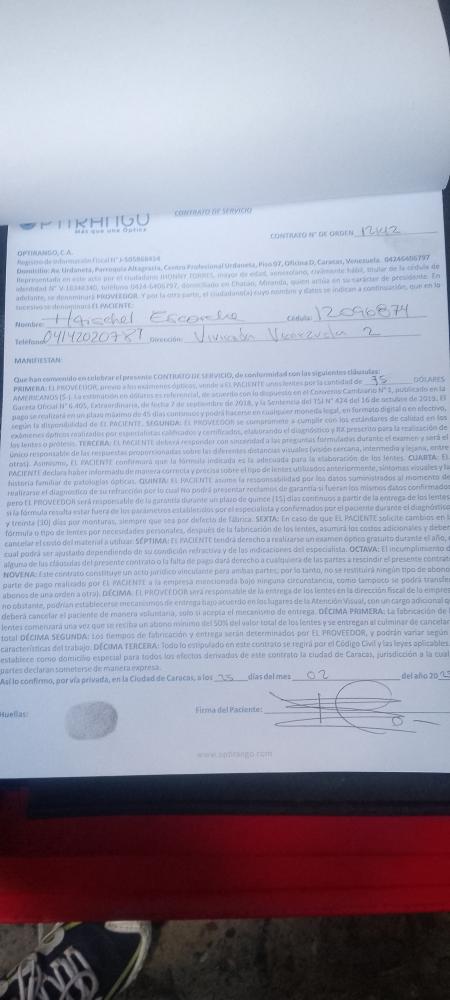 OPTIRANGO
Más que una Óptica
CONTRATO DE SERVICIO
CONTRATO N° DE ORDEN 12142
OPTIRANGO, C.A.
Registro de Información Fiscal N° J-505868454
Domicilio: Av. Urdaneta, Parroquia Altagracia, Centro Profesional Urdaneta, Piso 97, Oficina D, Caracas, Venezuela. 04246406797
Representada en este acto por el ciudadano JHONNY TORRES, mayor de edad, venezolano, civilmente hábil, titular de la cédula de
identidad N° V-18346340, teléfono 0424-6406797, domiciliado en Chacao, Miranda, quien actúa en su carácter de presidente. En
adelante, se denominará PROVEEDOR. Y por la otra parte, el ciudadano(a) cuyo nombre y datos se indican a continuación, que en lo
sucesivo se denominará EL PACIENTE:
Nombre: Cédula: 12096874
Teléfono: 04142020787 Dirección: 2
MANIFIESTAN:
Que han convenido en celebrar el presente CONTRATO DE SERVICIO, de conformidad con las siguientes cláusulas:
PRIMERA: EL PROVEEDOR, previo a los exámenes ópticos, vende a EL PACIENTE unos lentes por la cantidad de 75 DÓLARES
AMERICANOS ($-). La estimación en dólares es referencial, de acuerdo con lo dispuesto en el Convenio Cambiario N° 1, publicado en la
Gaceta Oficial N° 6.405, Extraordinaria, de fecha 7 de septiembre de 2018, y la Sentencia del TSJ N° 424 del 16 de octubre de 2019. El
pago se realizará en un plazo máximo de 45 días continuos y podrá hacerse en cualquier moneda legal, en formato digital o en efectivo,
según la disponibilidad de EL PACIENTE. SEGUNDA: EL PROVEEDOR se compromete a cumplir con los estándares de calidad en los
exámenes ópticos realizados por especialistas calificados y certificados, elaborando el diagnóstico y RX prescrito para la realización de
los lentes o prótesis. TERCERA: EL PACIENTE deberá responder con sinceridad a las preguntas formuladas durante el examen y será el
único responsable de las respuestas proporcionadas sobre las diferentes distancias visuales (visión cercana, intermedia y lejana, entre
otras). Asimismo, EL PACIENTE confirmará que la fórmula indicada es la adecuada para la elaboración de los lentes. CUARTA: EL
PACIENTE declara haber informado de manera correcta y precisa sobre el tipo de lentes utilizados anteriormente, síntomas visuales y la
historia familiar de patologías ópticas. QUINTA: EL PACIENTE asume la responsabilidad por los datos suministrados al momento de
realizarse el diagnóstico de su refracción por lo cual No podrá presentar reclamos de garantía si fueran los mismos datos confirmados
pero EL PROVEEDOR será responsable de la garantía durante un plazo de quince (15) días continuos a partir de la entrega de los lentes
si la fórmula resulta estar fuera de los parámetros establecidos por el especialista y confirmados por el paciente durante el diagnóstico
y treinta (30) días por monturas, siempre que sea por defecto de fábrica. SEXTA: En caso de que EL PACIENTE solicite cambios en l
fórmula o tipo de lentes por necesidades personales, después de la fabricación de los lentes, asumirá los costos adicionales y deber
cancelar el costo del material a utilizar. SÉPTIMA: EL PACIENTE tendrá derecho a realizarse un examen óptico gratuito durante el año,
cual podrá ser ajustado dependiendo de su condición refractiva y de las indicaciones del especialista. OCTAVA: El incumplimiento d
alguna de las cláusulas del presente contrato o la falta de pago dará derecho a cualquiera de las partes a rescindir el presente contrat
NOVENA: Este contrato constituye un acto jurídico vinculante para ambas partes; por lo tanto, no se restituirá ningún tipo de abono
parte de pago realizado por EL PACIENTE a la empresa mencionada bajo ninguna circunstancia, como tampoco se podrá transfe
abonos de una orden a otra). DÉCIMA: EL PROVEEDOR será responsable de la entrega de los lentes en la dirección fiscal de la empre
no obstante, podrían establecerse mecanismos de entrega bajo acuerdo en los lugares de la Atención Visual, con un cargo adicional q
deberá cancelar el paciente de manera voluntaria, solo si acepta el mecanismo de entrega. DÉCIMA PRIMERA: La fabricación de l
lentes comenzará una vez que se reciba un abono mínimo del 50% del valor total de los lentes y se entregan al culminar de cancelar
total DÉCIMA SEGUNDA: Los tiempos de fabricación y entrega serán determinados por EL PROVEEDOR, y podrán variar según
características del trabajo. DÉCIMA TERCERA: Todo lo estipulado en este contrato se regirá por el Código Civil y las leyes aplicables
establece como domicilio especial para todos los efectos derivados de este contrato la ciudad de Caracas, jurisdicción a la cual
partes declaran someterse de manera expresa.
Así lo confirmo, por vía privada, en la Ciudad de Caracas, a los 25 días del mes 02 del año 20
Huellas: Firma del Paciente:
www.optirango.com